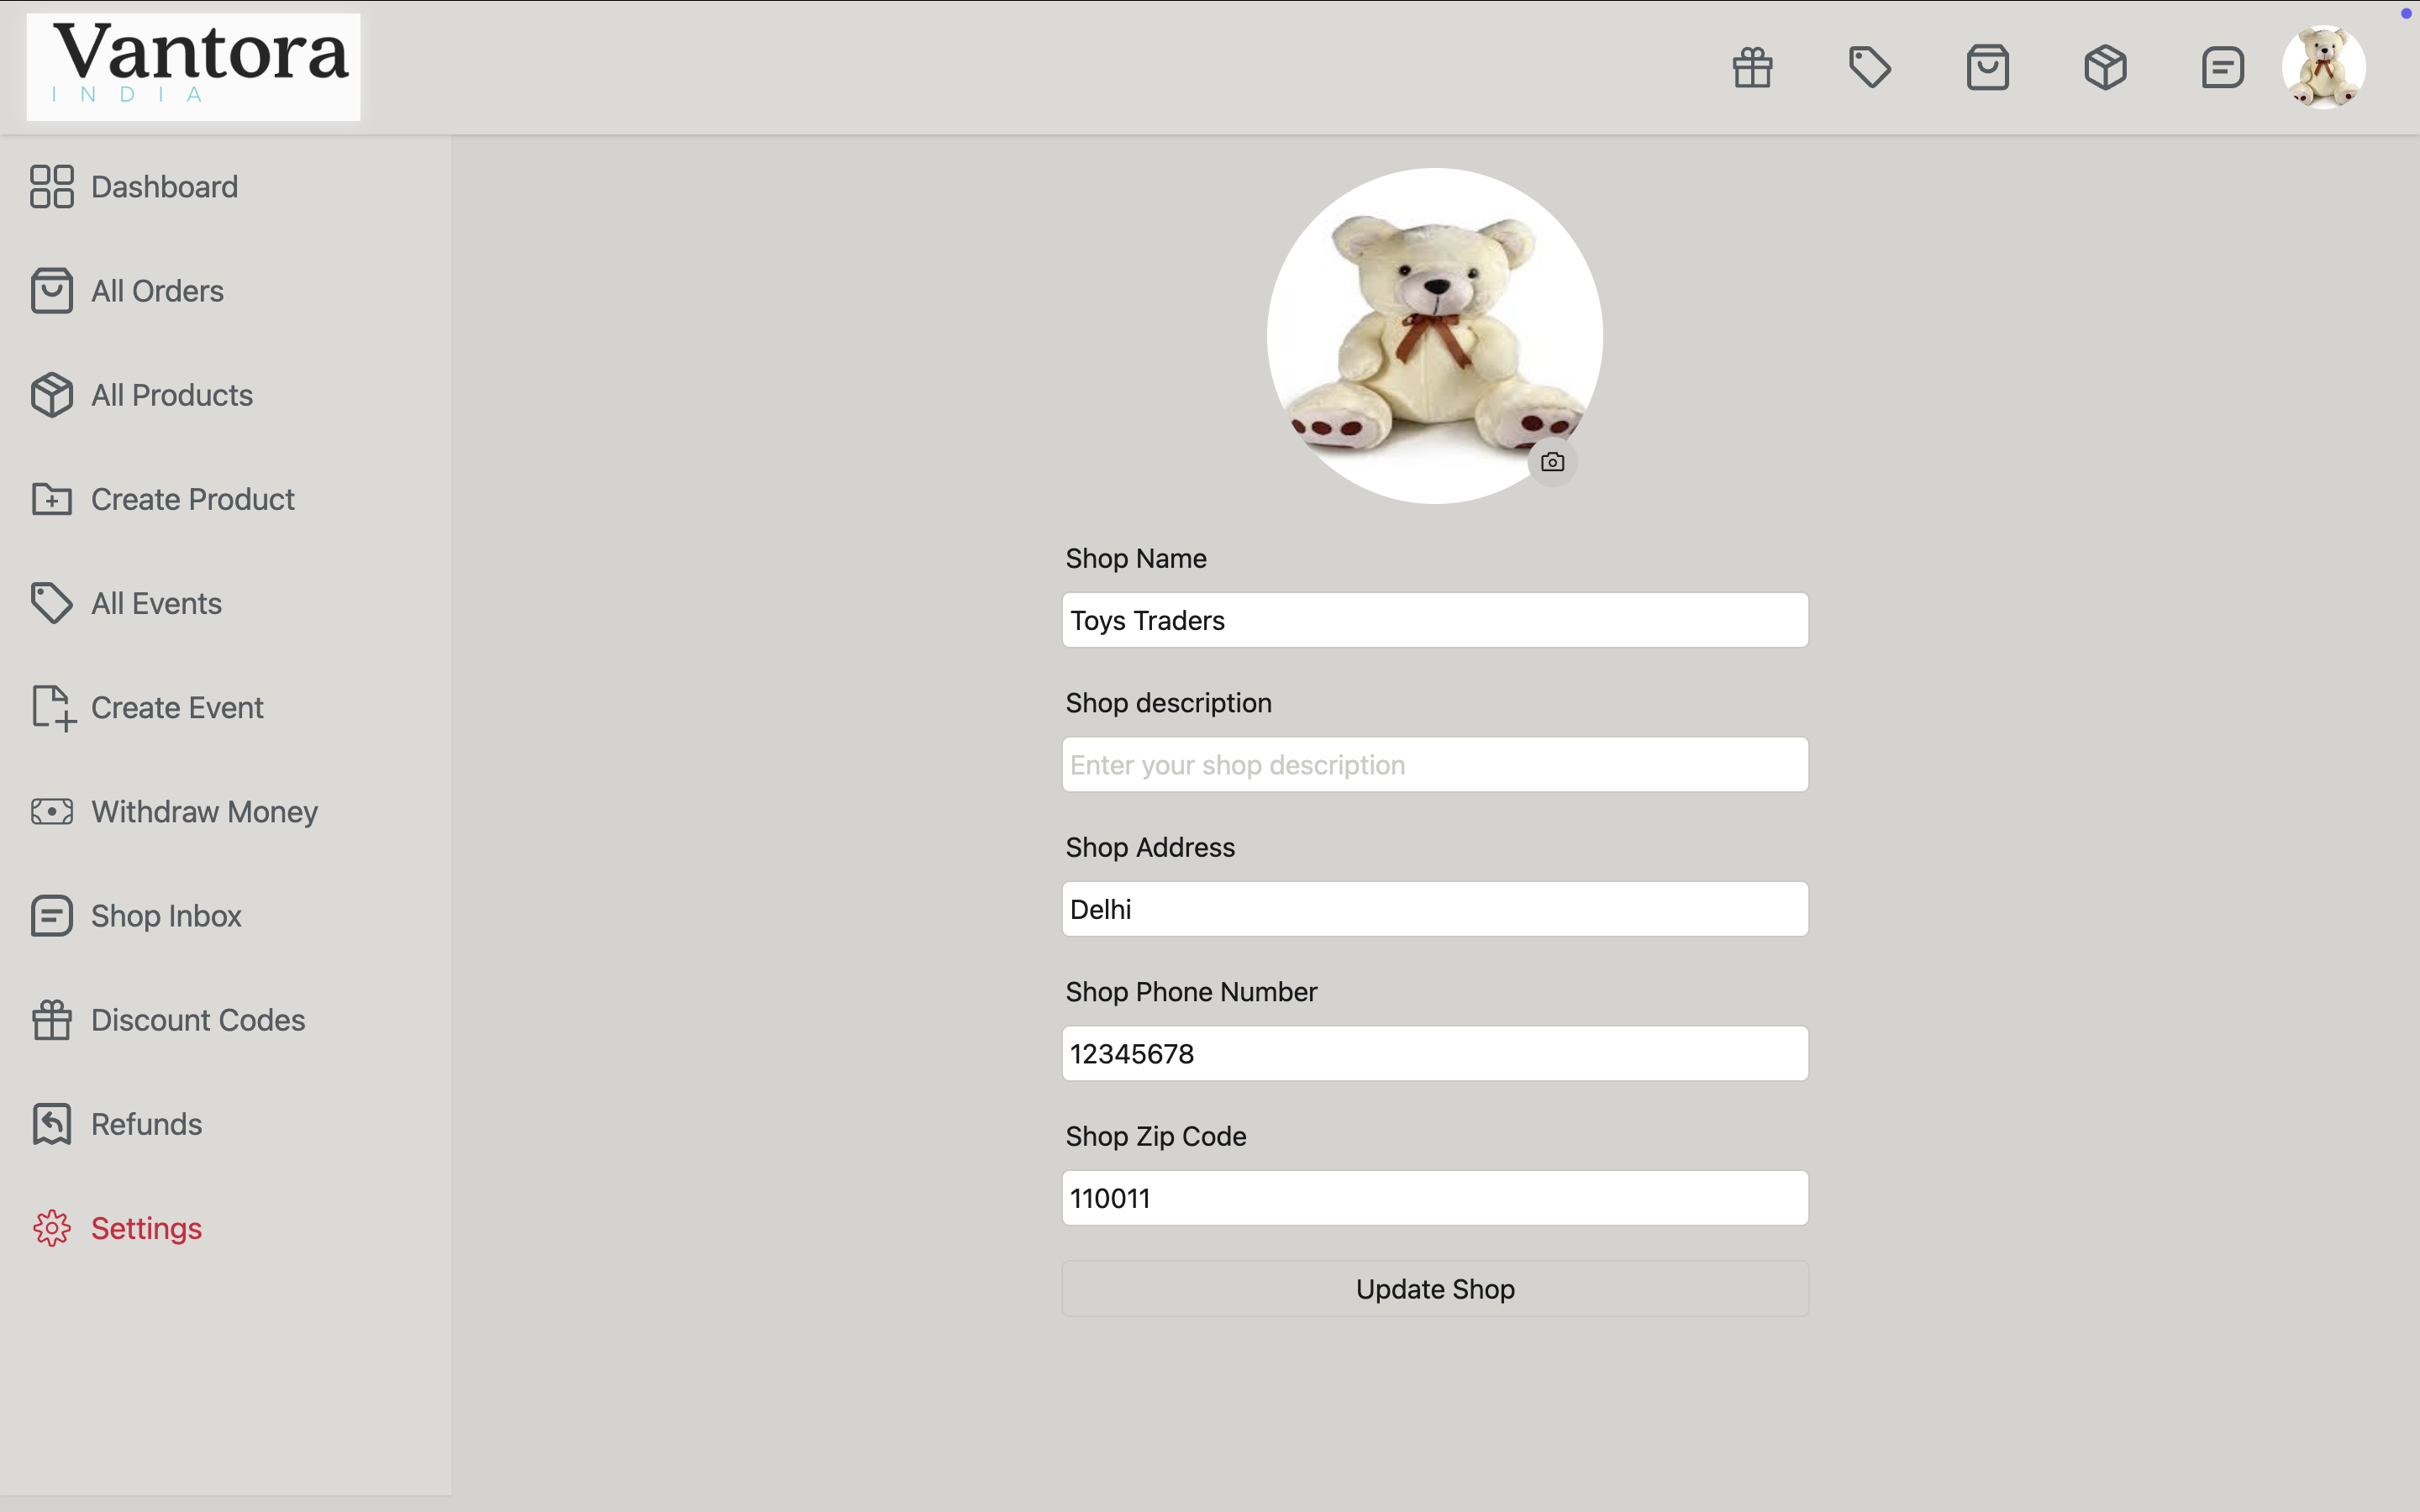 Vantora
INDIA
Dashboard
All Orders
All Products
Create Product
All Events
Create Event
Withdraw Money
Shop Inbox
Discount Codes
Refunds
Settings
Shop Name
Toys Traders
Shop description
Enter your shop description
Shop Address
Delhi
Shop Phone Number
12345678
Shop Zip Code
110011
Update Shop